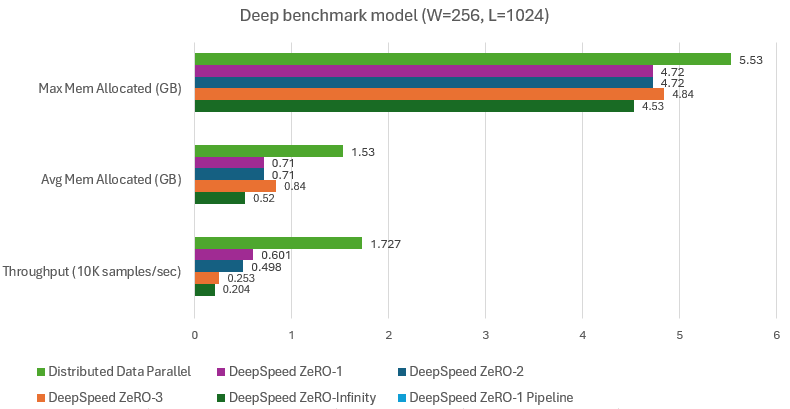 Deep benchmark model (W=256, L=1024)
Max Mem Allocated (GB)
5.53
4.72
4.72
4.84
4.53
Avg Mem Allocated (GB)
1.53
0.71
0.71
0.84
0.52
Throughput (10K samples/sec)
1.727
0.601
0.498
0.253
0.204
0 1 2 3 4 5 6
Distributed Data Parallel DeepSpeed ZeRO-1 DeepSpeed ZeRO-2
DeepSpeed ZeRO-3 DeepSpeed ZeRO-Infinity DeepSpeed ZeRO-1 Pipeline